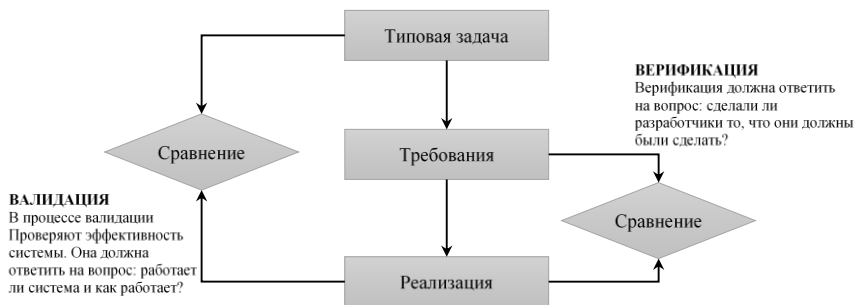 Типовая задача
ВЕРИФИКАЦИЯ
Верификация должна ответить
на вопрос: сделали ли
разработчики то, что они должны
были сделать?
Сравнение
Требования
ВАЛИДАЦИЯ
В процессе валидации
Проверяют эффективность
системы. Она должна
ответить на вопрос: работает
ли система и как работает?
Сравнение
Реализация